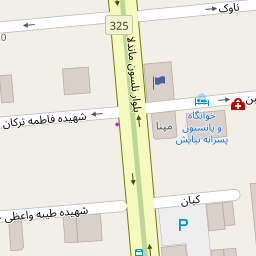 ناوک
325
بلوار نلسون ماندلا
شهیده فاطمه ترکان
مینا
خوابگاه
و پانسیون
پسرانه نیایش
کیان
شهیده طیبه واعظی
P